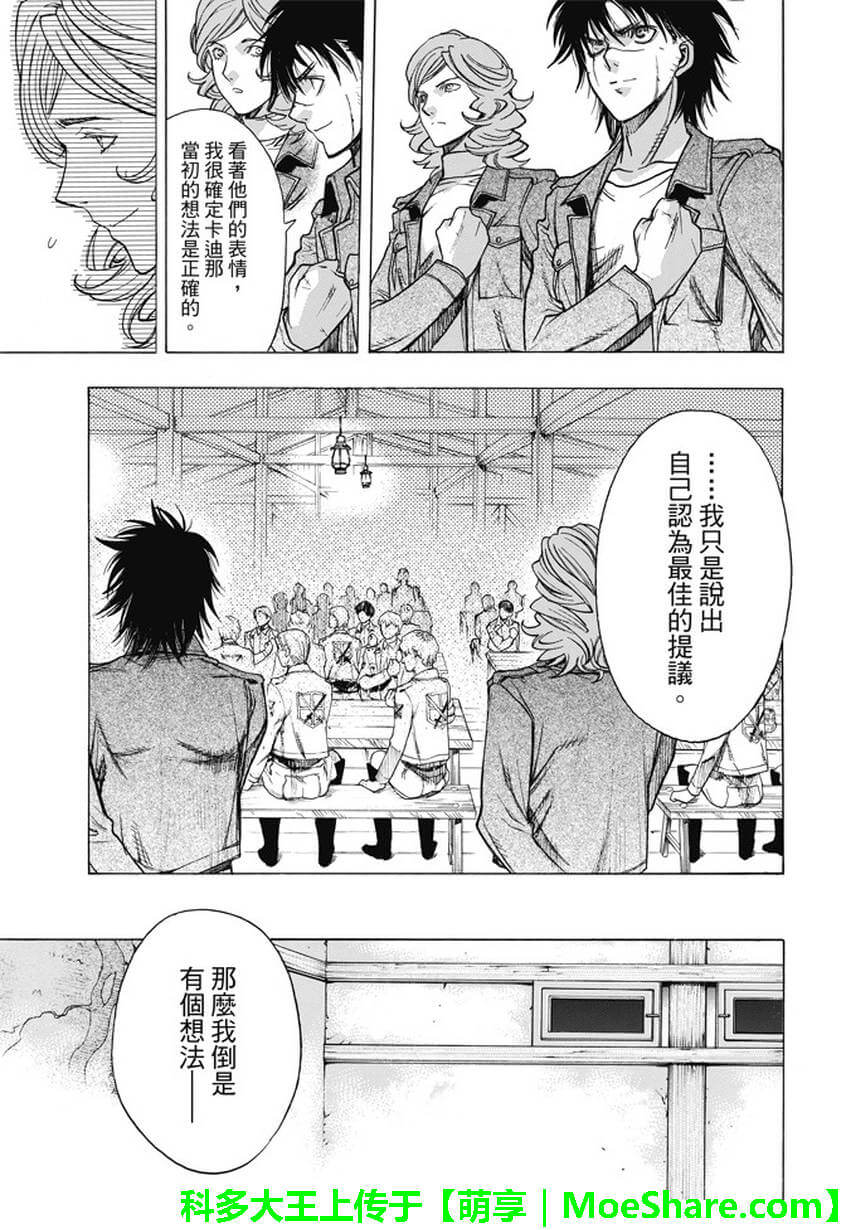 看著他們的表情，
我很確定卡迪那
當初的想法是正確的。
……我只是說出
自己認為最佳的提議。
那麼我倒是
有個想法——
科多大王上传于【萌享｜MoeShare.com】